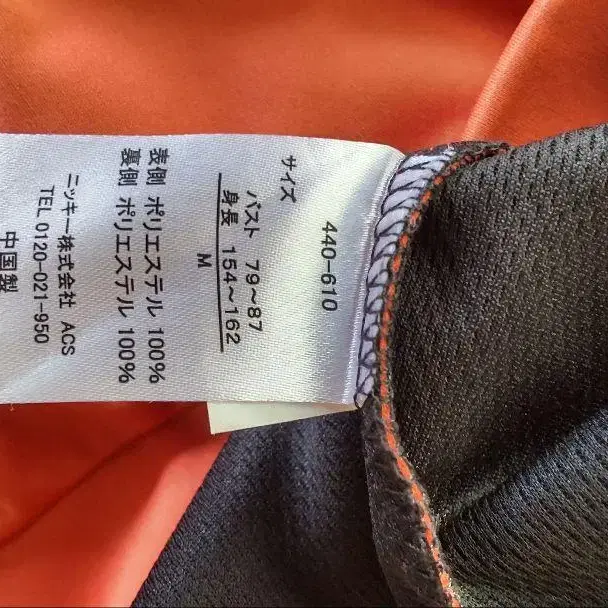 440-610
サイズ
バスト 79～87
身長 154～162
M
表側 ポリエステル 100%
裏側 ポリエステル 100%
ニッキー株式会社 ACS
TEL 0120-021-950
中国製